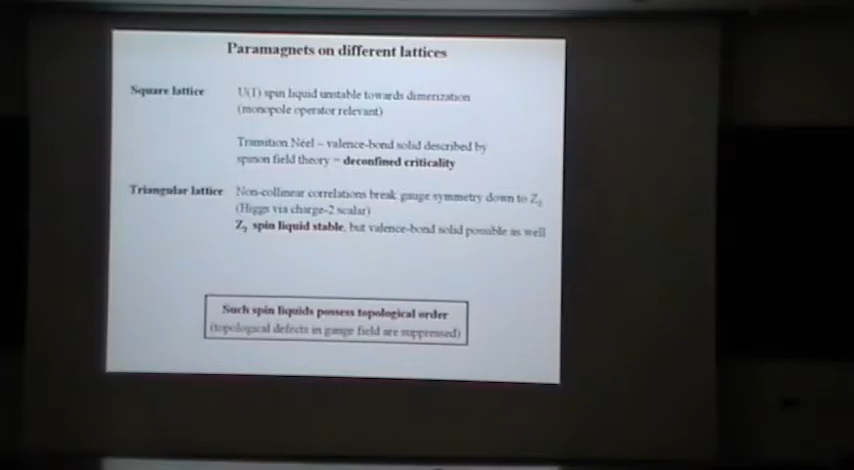 Paramagnets on different lattices
Square lattice U(1) spin liquid unstable towards dimerization
(monopole operator relevant)
Transition Neel – valence-bond solid described by
spinon field theory = deconfined criticality
Triangular lattice Non-collinear correlations break gauge symmetry down to Z₂
(Higgs via charge-2 scalar)
Z₂ spin liquid stable, but valence-bond solid possible as well
Such spin liquids possess topological order
(topological defects in gauge field are suppressed)